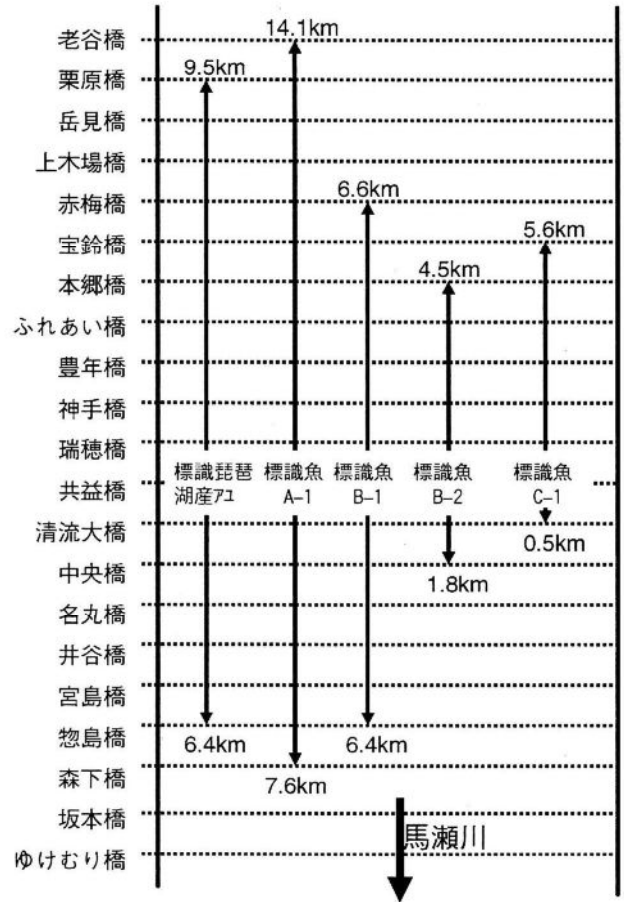 14.1km
老谷橋
9.5km
栗原橋
岳見橋
上木場橋
6.6km
赤梅橋
5.6km
宝鈴橋
4.5km
本郷橋
ふれあい橋
豊年橋
神手橋
瑞穂橋
標識琵琶 標識魚 標識魚 標識魚 標識魚
湖産アユ A-1 B-1 B-2 C-1
共益橋
清流大橋
0.5km
中央橋
1.8km
名丸橋
井谷橋
宮島橋
惣島橋
6.4km 6.4km
森下橋
7.6km
坂本橋
馬瀬川
ゆけむり橋